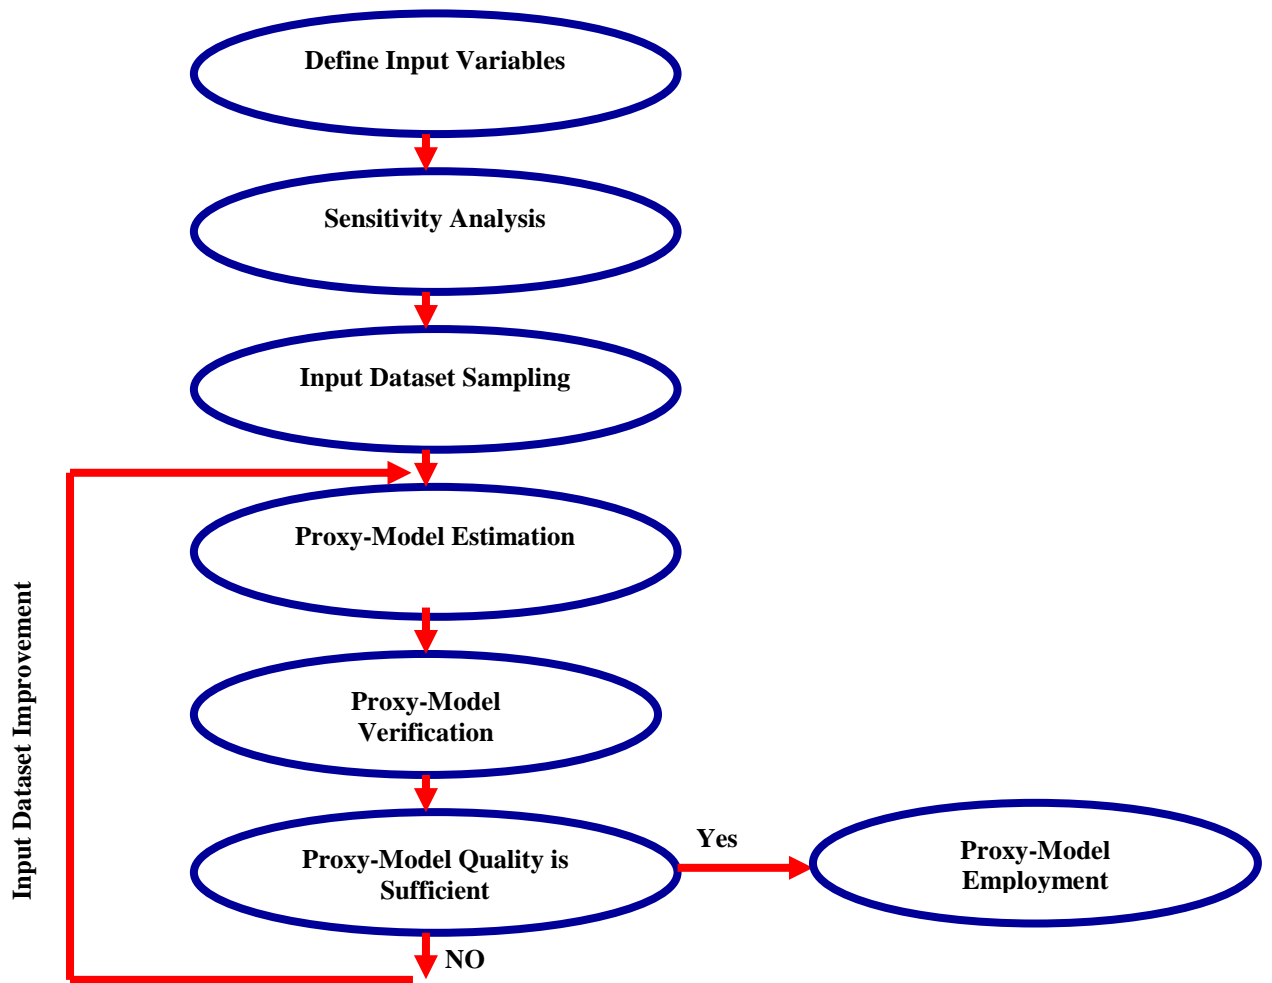 Define Input Variables
Sensitivity Analysis
Input Dataset Sampling
Proxy-Model Estimation
Input Dataset Improvement
Proxy-Model
Verification
Proxy-Model Quality is
Sufficient
Yes
Proxy-Model
Employment
NO